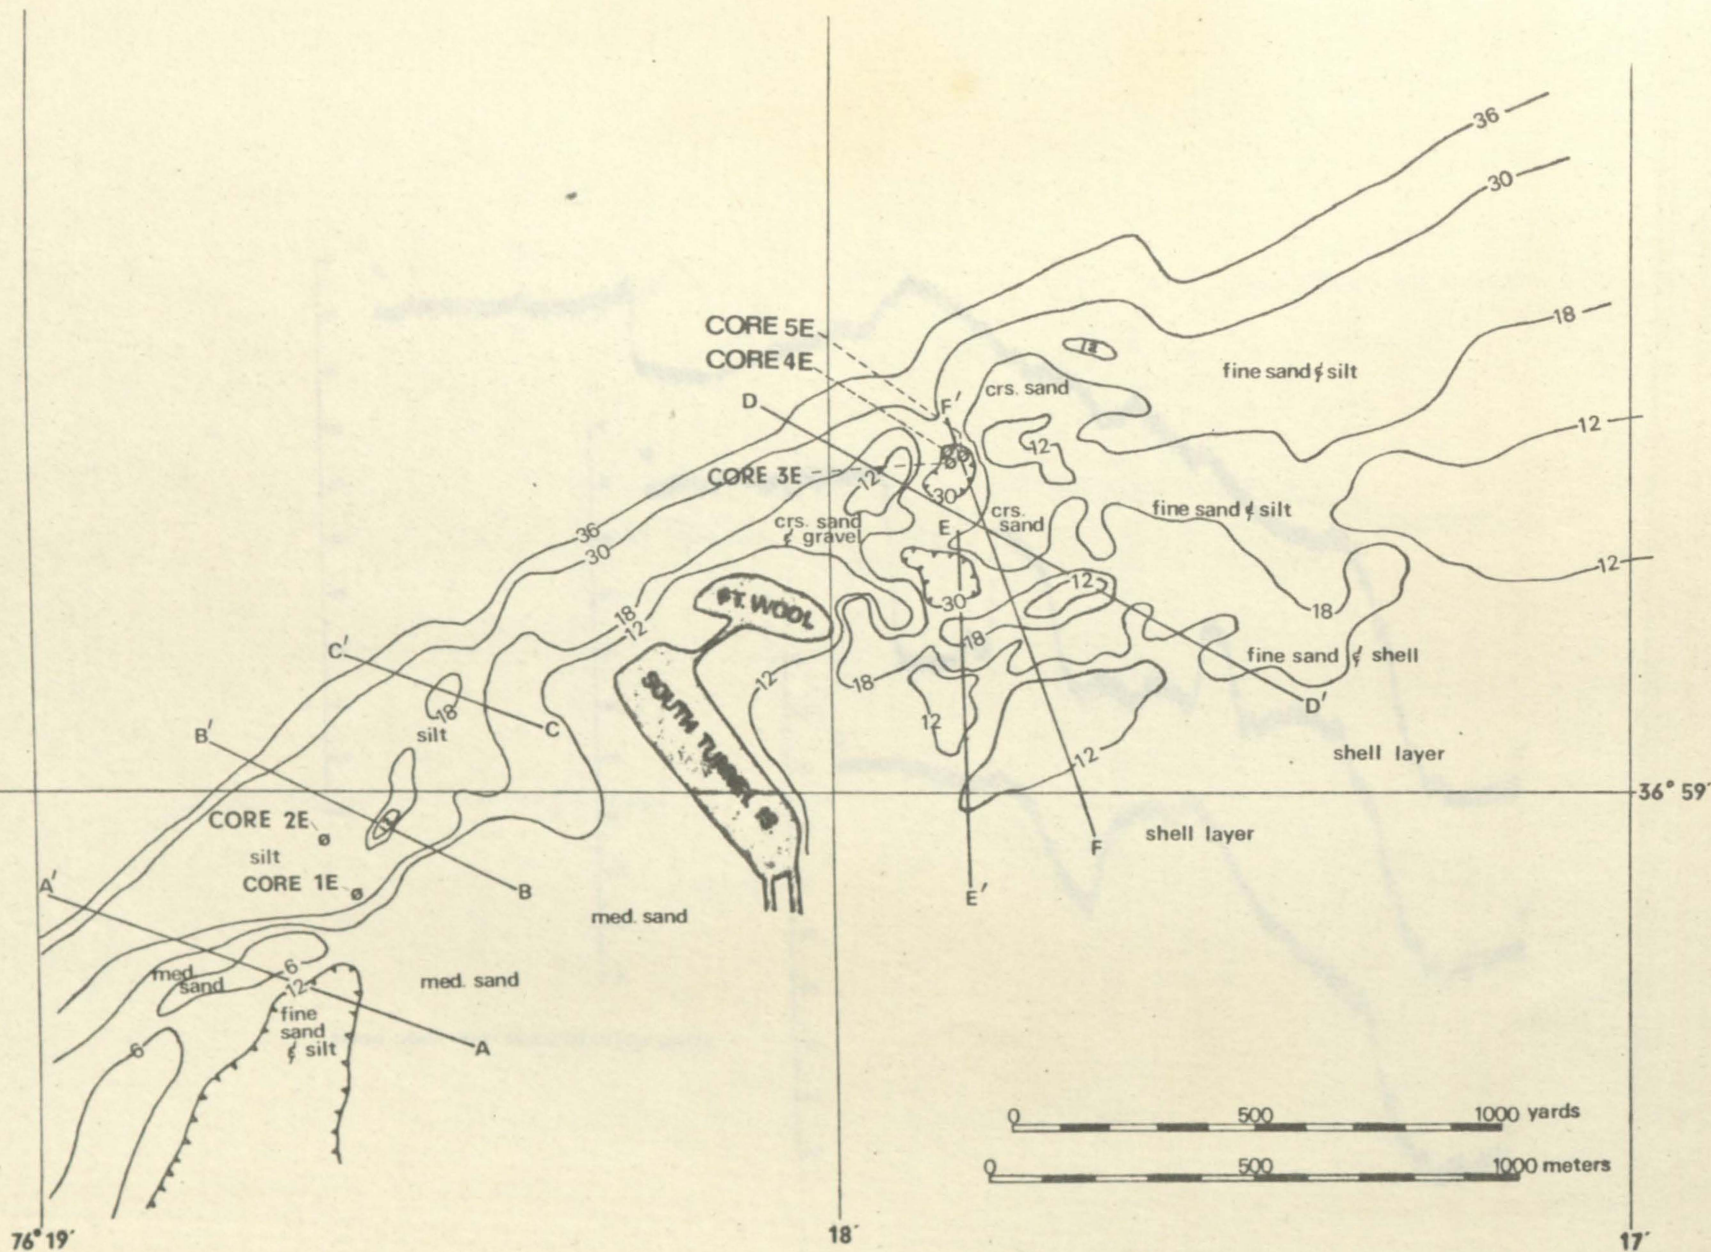 36
30
18
12
CORE 5E
CORE 4E
D
F'
crs. sand
fine sand & silt
12
CORE 3E
12
30
crs. sand
& gravel
E
crs.
sand
fine sand & silt
36
30
12
12
18
18
12
30
18
FT. WOOL
SOUTH TUNNEL IS
C'
12
18
fine sand & shell
D'
B'
18
silt
C
12
12
shell layer
36° 59'
CORE 2E
silt
CORE 1E
A'
B
shell layer
F
E'
med. sand
med.
sand
6
12
med. sand
fine
sand
& silt
A
6
0 500 1000 yards
0 500 1000 meters
76° 19' 18' 17'